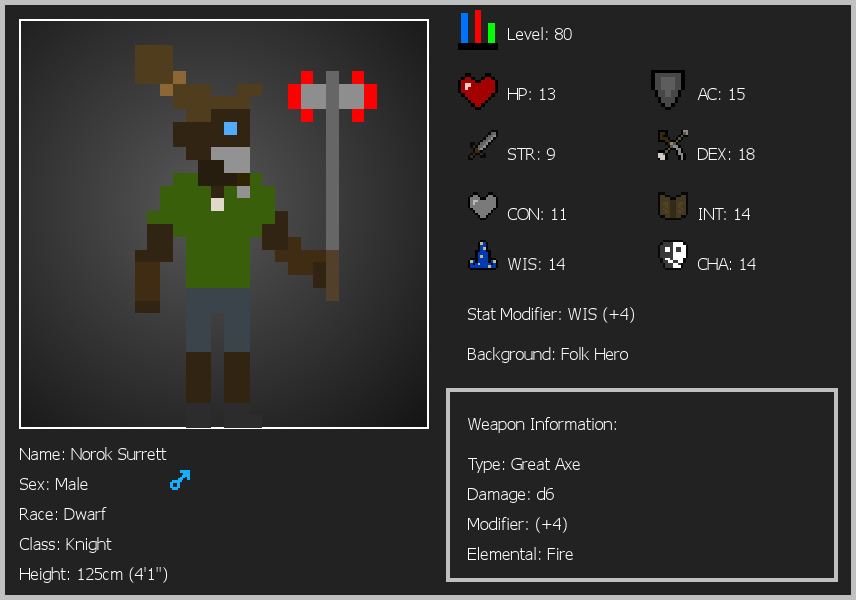 Level: 80
HP: 13
AC: 15
STR: 9
DEX: 18
CON: 11
INT: 14
WIS: 14
CHA: 14
Stat Modifier: WIS (+4)
Background: Folk Hero
Weapon Information:
Type: Great Axe
Damage: d6
Modifier: (+4)
Elemental: Fire
Name: Norok Surrett
Sex: Male
Race: Dwarf
Class: Knight
Height: 125cm (4'1")